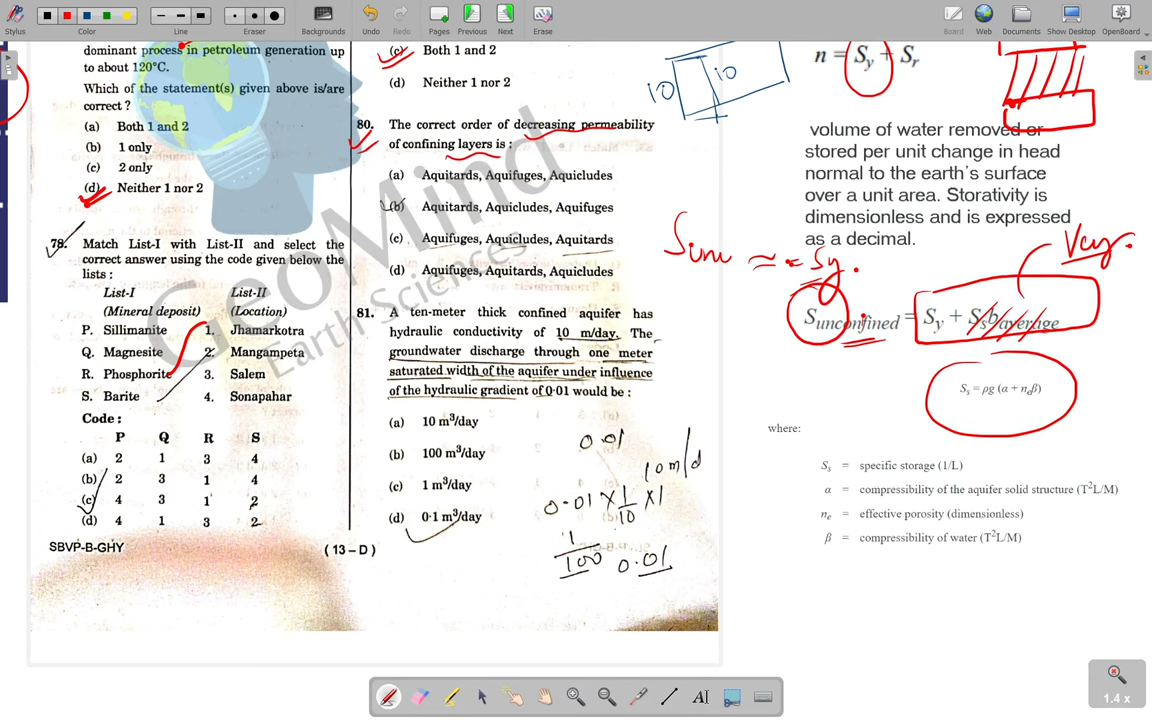 Stylus
Color
Line
Eraser
Backgrounds
Undo
Redo
Pages
Previous
Next
Erase
Board
Web
Documents
Show Desktop
OpenBoard
dominant process in petroleum generation up
to about 120°C.
Which of the statement(s) given above is/are
correct ?
(a) Both 1 and 2
(b) 1 only
(c) 2 only
(d) Neither 1 nor 2
78. Match List-I with List-II and select the
correct answer using the code given below the
lists :
List-I List-II
(Mineral deposit) (Location)
P. Sillimanite 1. Jhamarkotra
Q. Magnesite 2. Mangampeta
R. Phosphorite 3. Salem
S. Barite 4. Sonapahar
Code :
P Q R S
(a) 2 1 3 4
(b) 2 3 1 4
(c) 4 3 1 2
(d) 4 1 3 2
SBVP-B-GHY
(c) Both 1 and 2
(d) Neither 1 nor 2
80. The correct order of decreasing permeability
of confining layers is :
(a) Aquitards, Aquifuges, Aquicludes
(b) Aquitards, Aquicludes, Aquifuges
(c) Aquifuges, Aquicludes, Aquitards
(d) Aquifuges, Aquitards, Aquicludes
81. A ten-meter thick confined aquifer has
hydraulic conductivity of 10 m/day. The
groundwater discharge through one meter
saturated width of the aquifer under influence
of the hydraulic gradient of 0·01 would be :
(a) 10 m³/day
(b) 100 m³/day
(c) 1 m³/day
(d) 0·1 m³/day
0.01
10 m/d
0.01 × 1/10 × 1
1/100 0.01
( 13 – D )
GeoMind
Earth Sciences
10 10
n = Sy + Sr
volume of water removed or
stored per unit change in head
normal to the earth's surface
over a unit area. Storativity is
dimensionless and is expressed
as a decimal.
Sunconfined = Sy + Ssbaverage
Ss = ρg (α + neβ)
where:
Ss = specific storage (1/L)
α = compressibility of the aquifer solid structure (T²L/M)
ne = effective porosity (dimensionless)
β = compressibility of water (T²L/M)
1.4 x